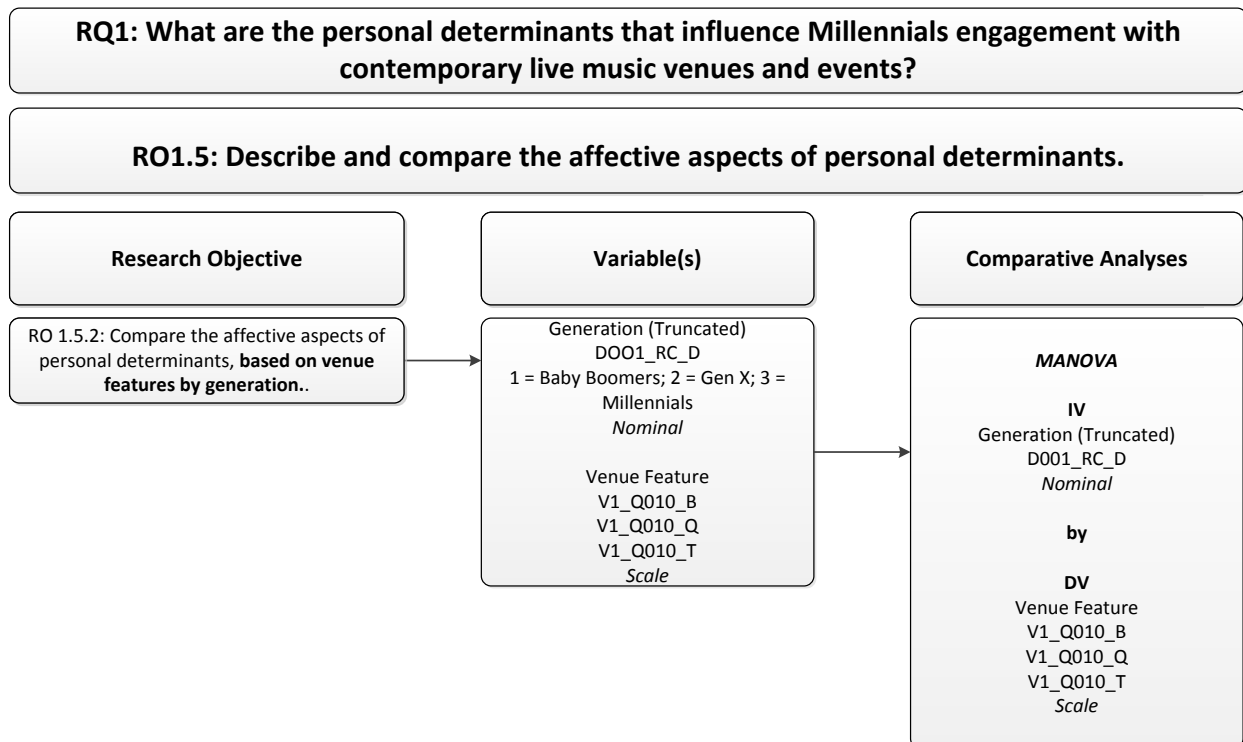 RQ1: What are the personal determinants that influence Millennials engagement with
contemporary live music venues and events?
RO1.5: Describe and compare the affective aspects of personal determinants.
Research Objective
Variable(s)
Comparative Analyses
RO 1.5.2: Compare the affective aspects of
personal determinants, based on venue
features by generation..
Generation (Truncated)
DOO1_RC_D
1 = Baby Boomers; 2 = Gen X; 3 =
Millennials
Nominal
Venue Feature
V1_Q010_B
V1_Q010_Q
V1_Q010_T
Scale
MANOVA
IV
Generation (Truncated)
D001_RC_D
Nominal
by
DV
Venue Feature
V1_Q010_B
V1_Q010_Q
V1_Q010_T
Scale